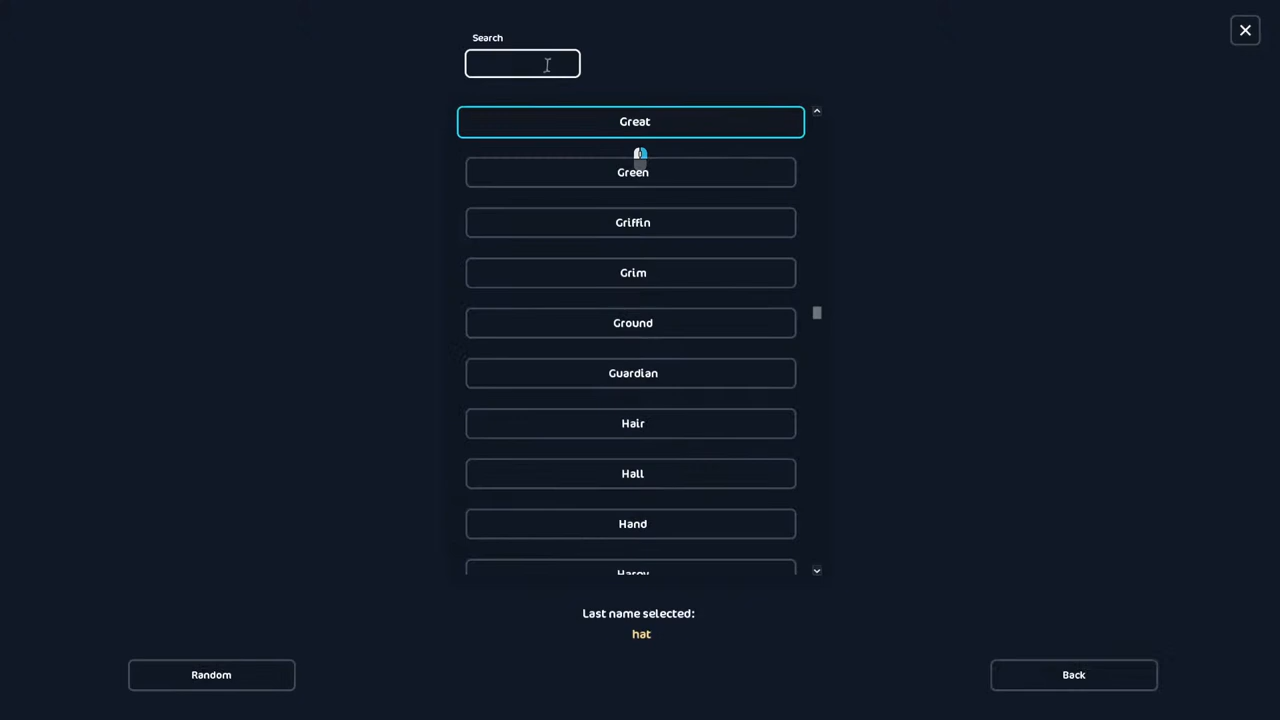 Search
Great
Green
Griffin
Grim
Ground
Guardian
Hair
Hall
Hand
Last name selected:
hat
Random
Back